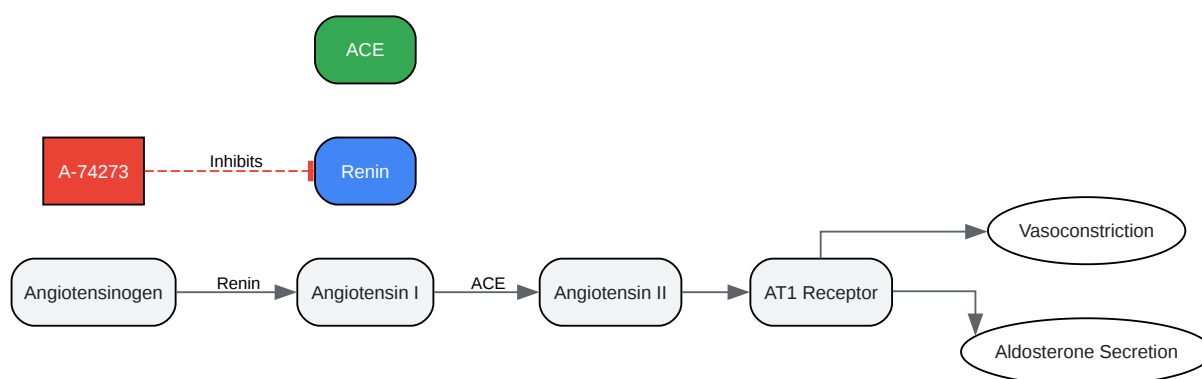 ACE
A-74273
Inhibits
Renin
Vasoconstriction
Angiotensinogen
Renin
Angiotensin I
ACE
Angiotensin II
AT1 Receptor
Aldosterone Secretion